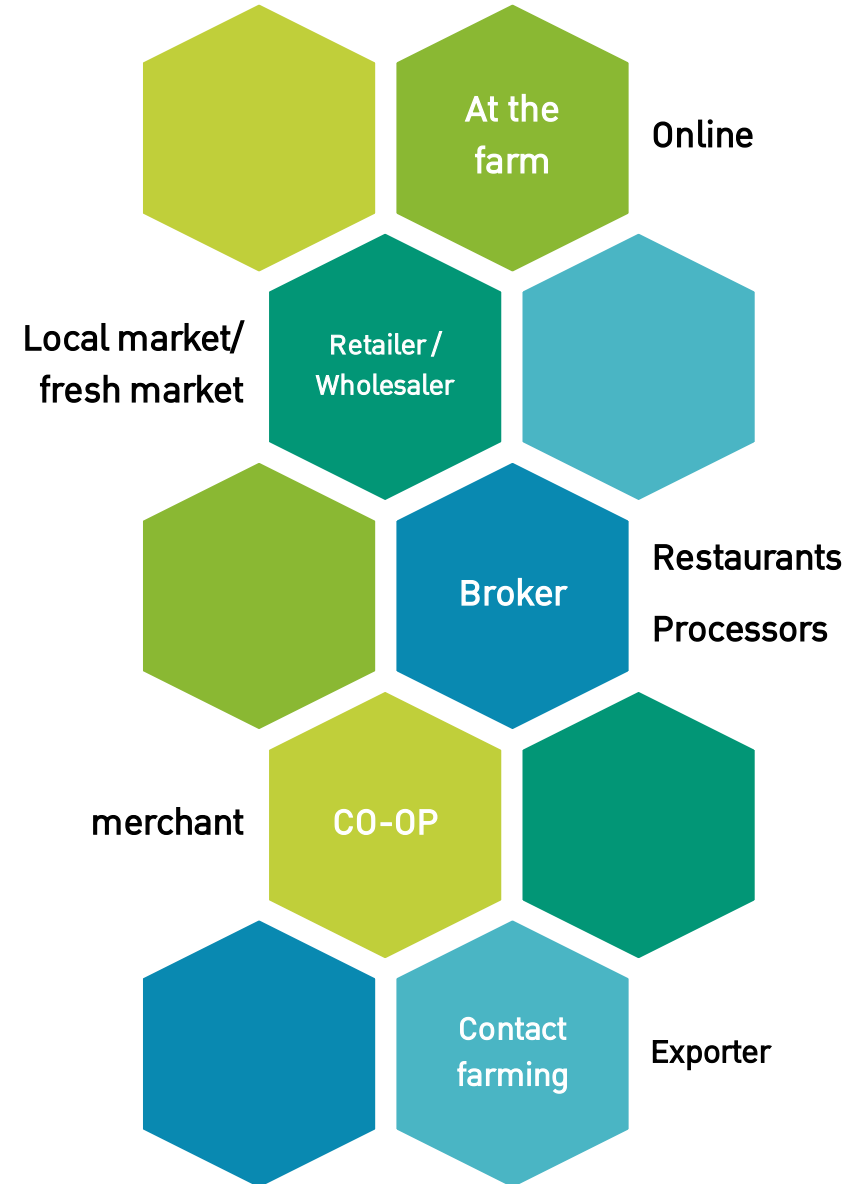 At the
farm
Online
Local market/
fresh market
Retailer /
Wholesaler
Broker
Restaurants
Processors
merchant
CO-OP
Contact
farming
Exporter